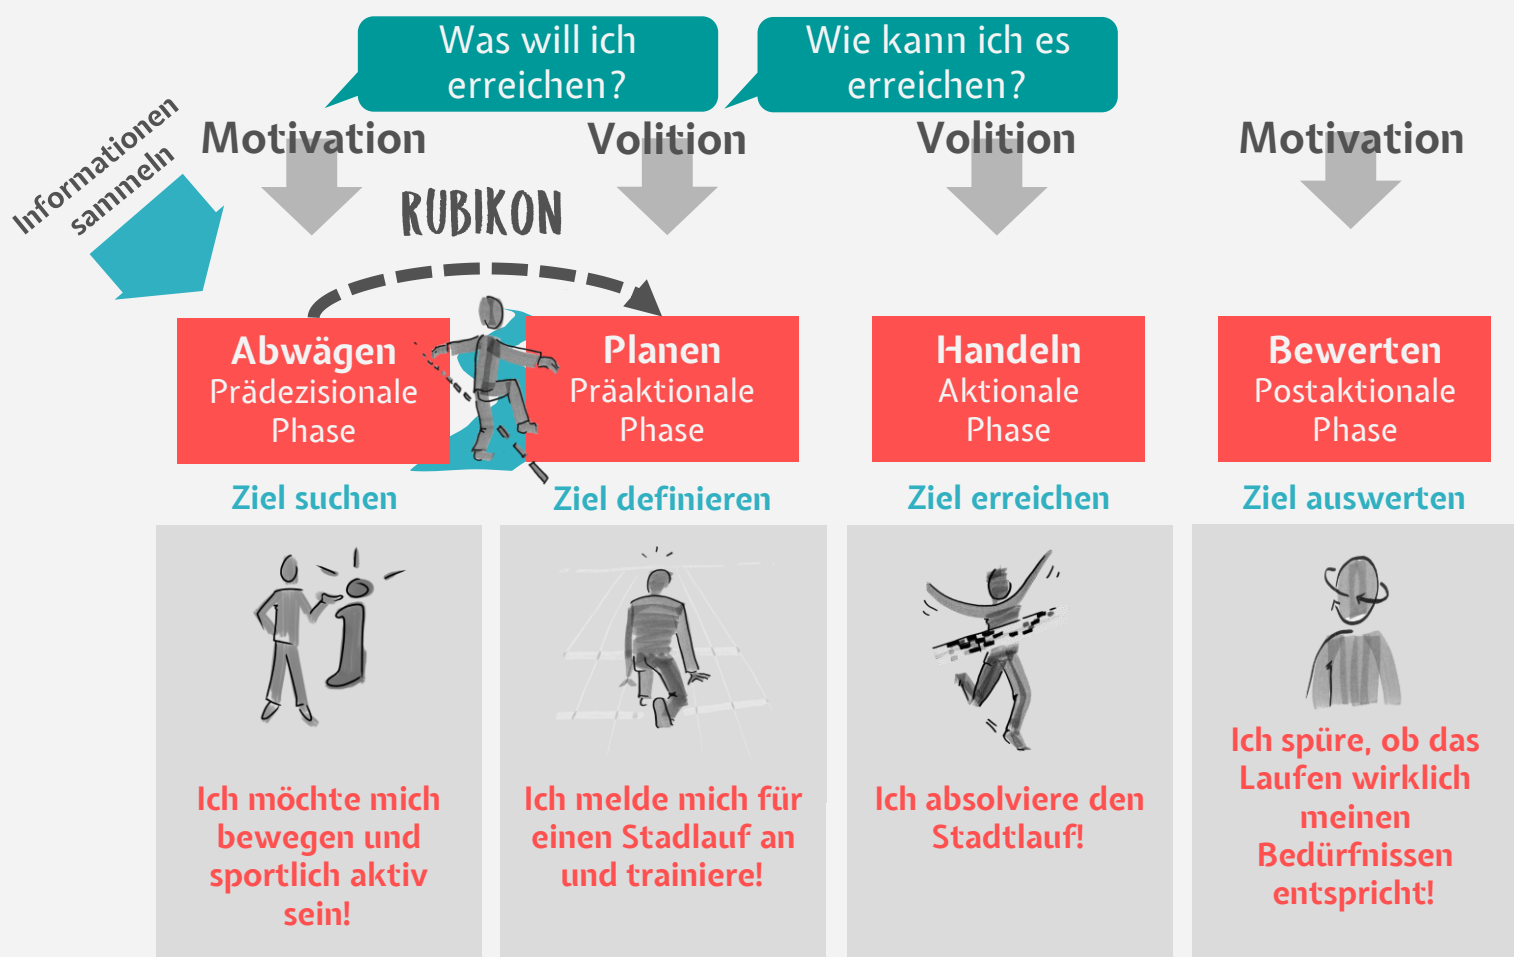 Was will ich
erreichen?
Wie kann ich es
erreichen?
Informationen
sammeln
Motivation
Volition
Volition
Motivation
RUBIKON
Abwägen
Prädezisionale
Phase
Planen
Präaktionale
Phase
Handeln
Aktionale
Phase
Bewerten
Postaktionale
Phase
Ziel suchen
Ziel definieren
Ziel erreichen
Ziel auswerten
i
Ich möchte mich
bewegen und
sportlich aktiv
sein!
Ich melde mich für
einen Stadlauf an
und trainiere!
Ich absolviere den
Stadtlauf!
Ich spüre, ob das
Laufen wirklich
meinen
Bedürfnissen
entspricht!